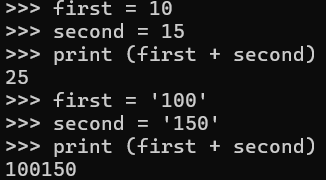 >>> first = 10
>>> second = 15
>>> print (first + second)
25
>>> first = '100'
>>> second = '150'
>>> print (first + second)
100150